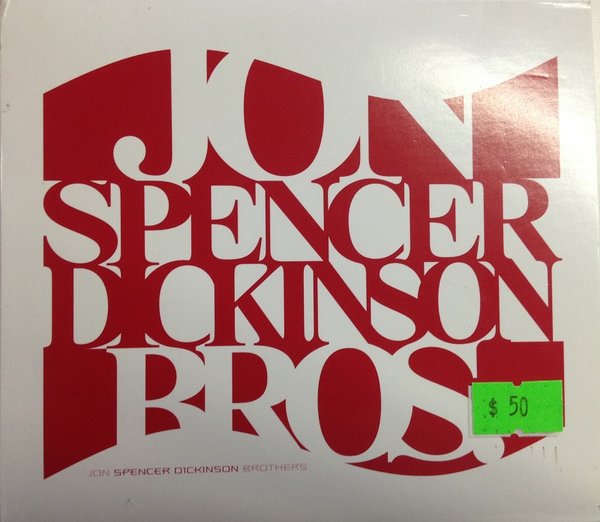 JON
SPENCER
DICKINSON
BROS.
$ 50
JON SPENCER DICKINSON BROTHERS